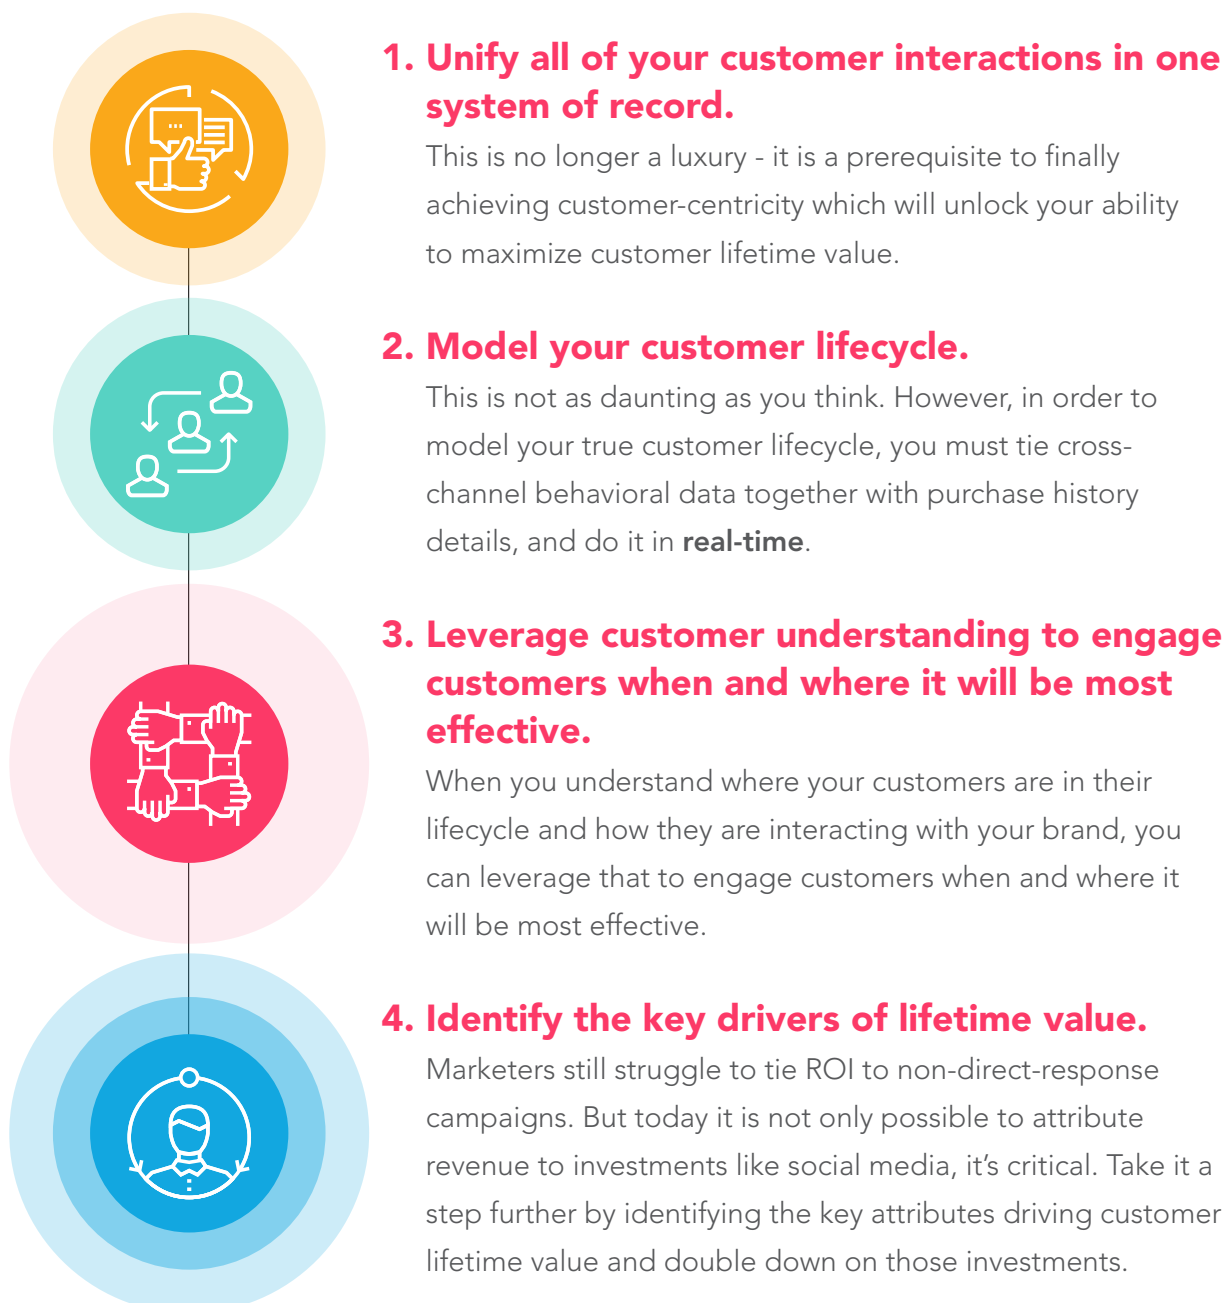 1. Unify all of your customer interactions in one
system of record.
This is no longer a luxury - it is a prerequisite to finally
achieving customer-centricity which will unlock your ability
to maximize customer lifetime value.
2. Model your customer lifecycle.
This is not as daunting as you think. However, in order to
model your true customer lifecycle, you must tie cross-
channel behavioral data together with purchase history
details, and do it in real-time.
3. Leverage customer understanding to engage
customers when and where it will be most
effective.
When you understand where your customers are in their
lifecycle and how they are interacting with your brand, you
can leverage that to engage customers when and where it
will be most effective.
4. Identify the key drivers of lifetime value.
Marketers still struggle to tie ROI to non-direct-response
campaigns. But today it is not only possible to attribute
revenue to investments like social media, it’s critical. Take it a
step further by identifying the key attributes driving customer
lifetime value and double down on those investments.